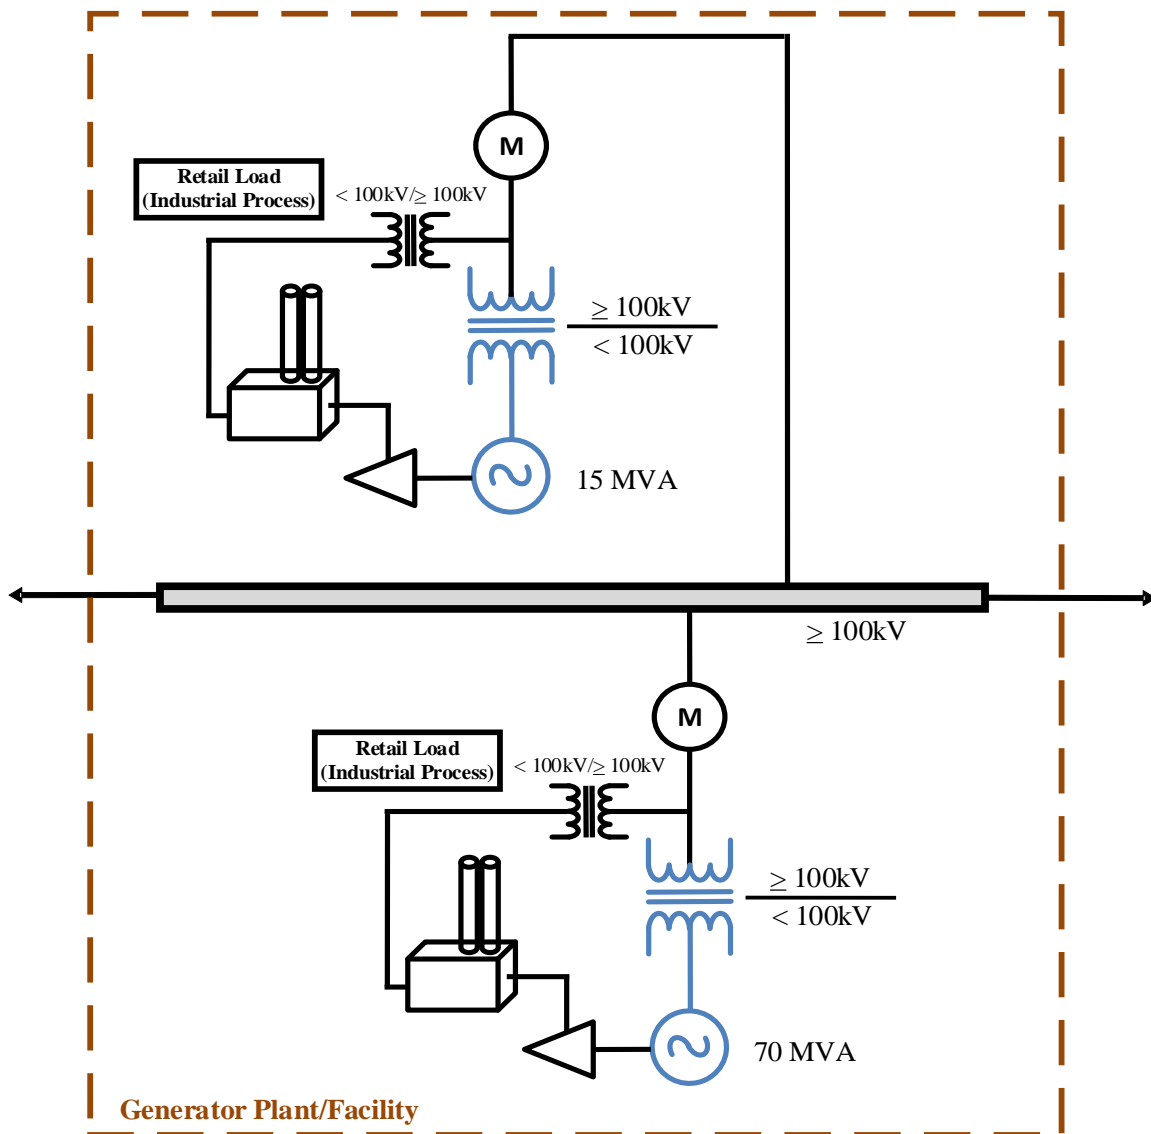 M
Retail Load
(Industrial Process)
< 100kV/≥ 100kV
≥ 100kV
< 100kV
15 MVA
≥ 100kV
M
Retail Load
(Industrial Process)
< 100kV/≥ 100kV
≥ 100kV
< 100kV
70 MVA
Generator Plant/Facility